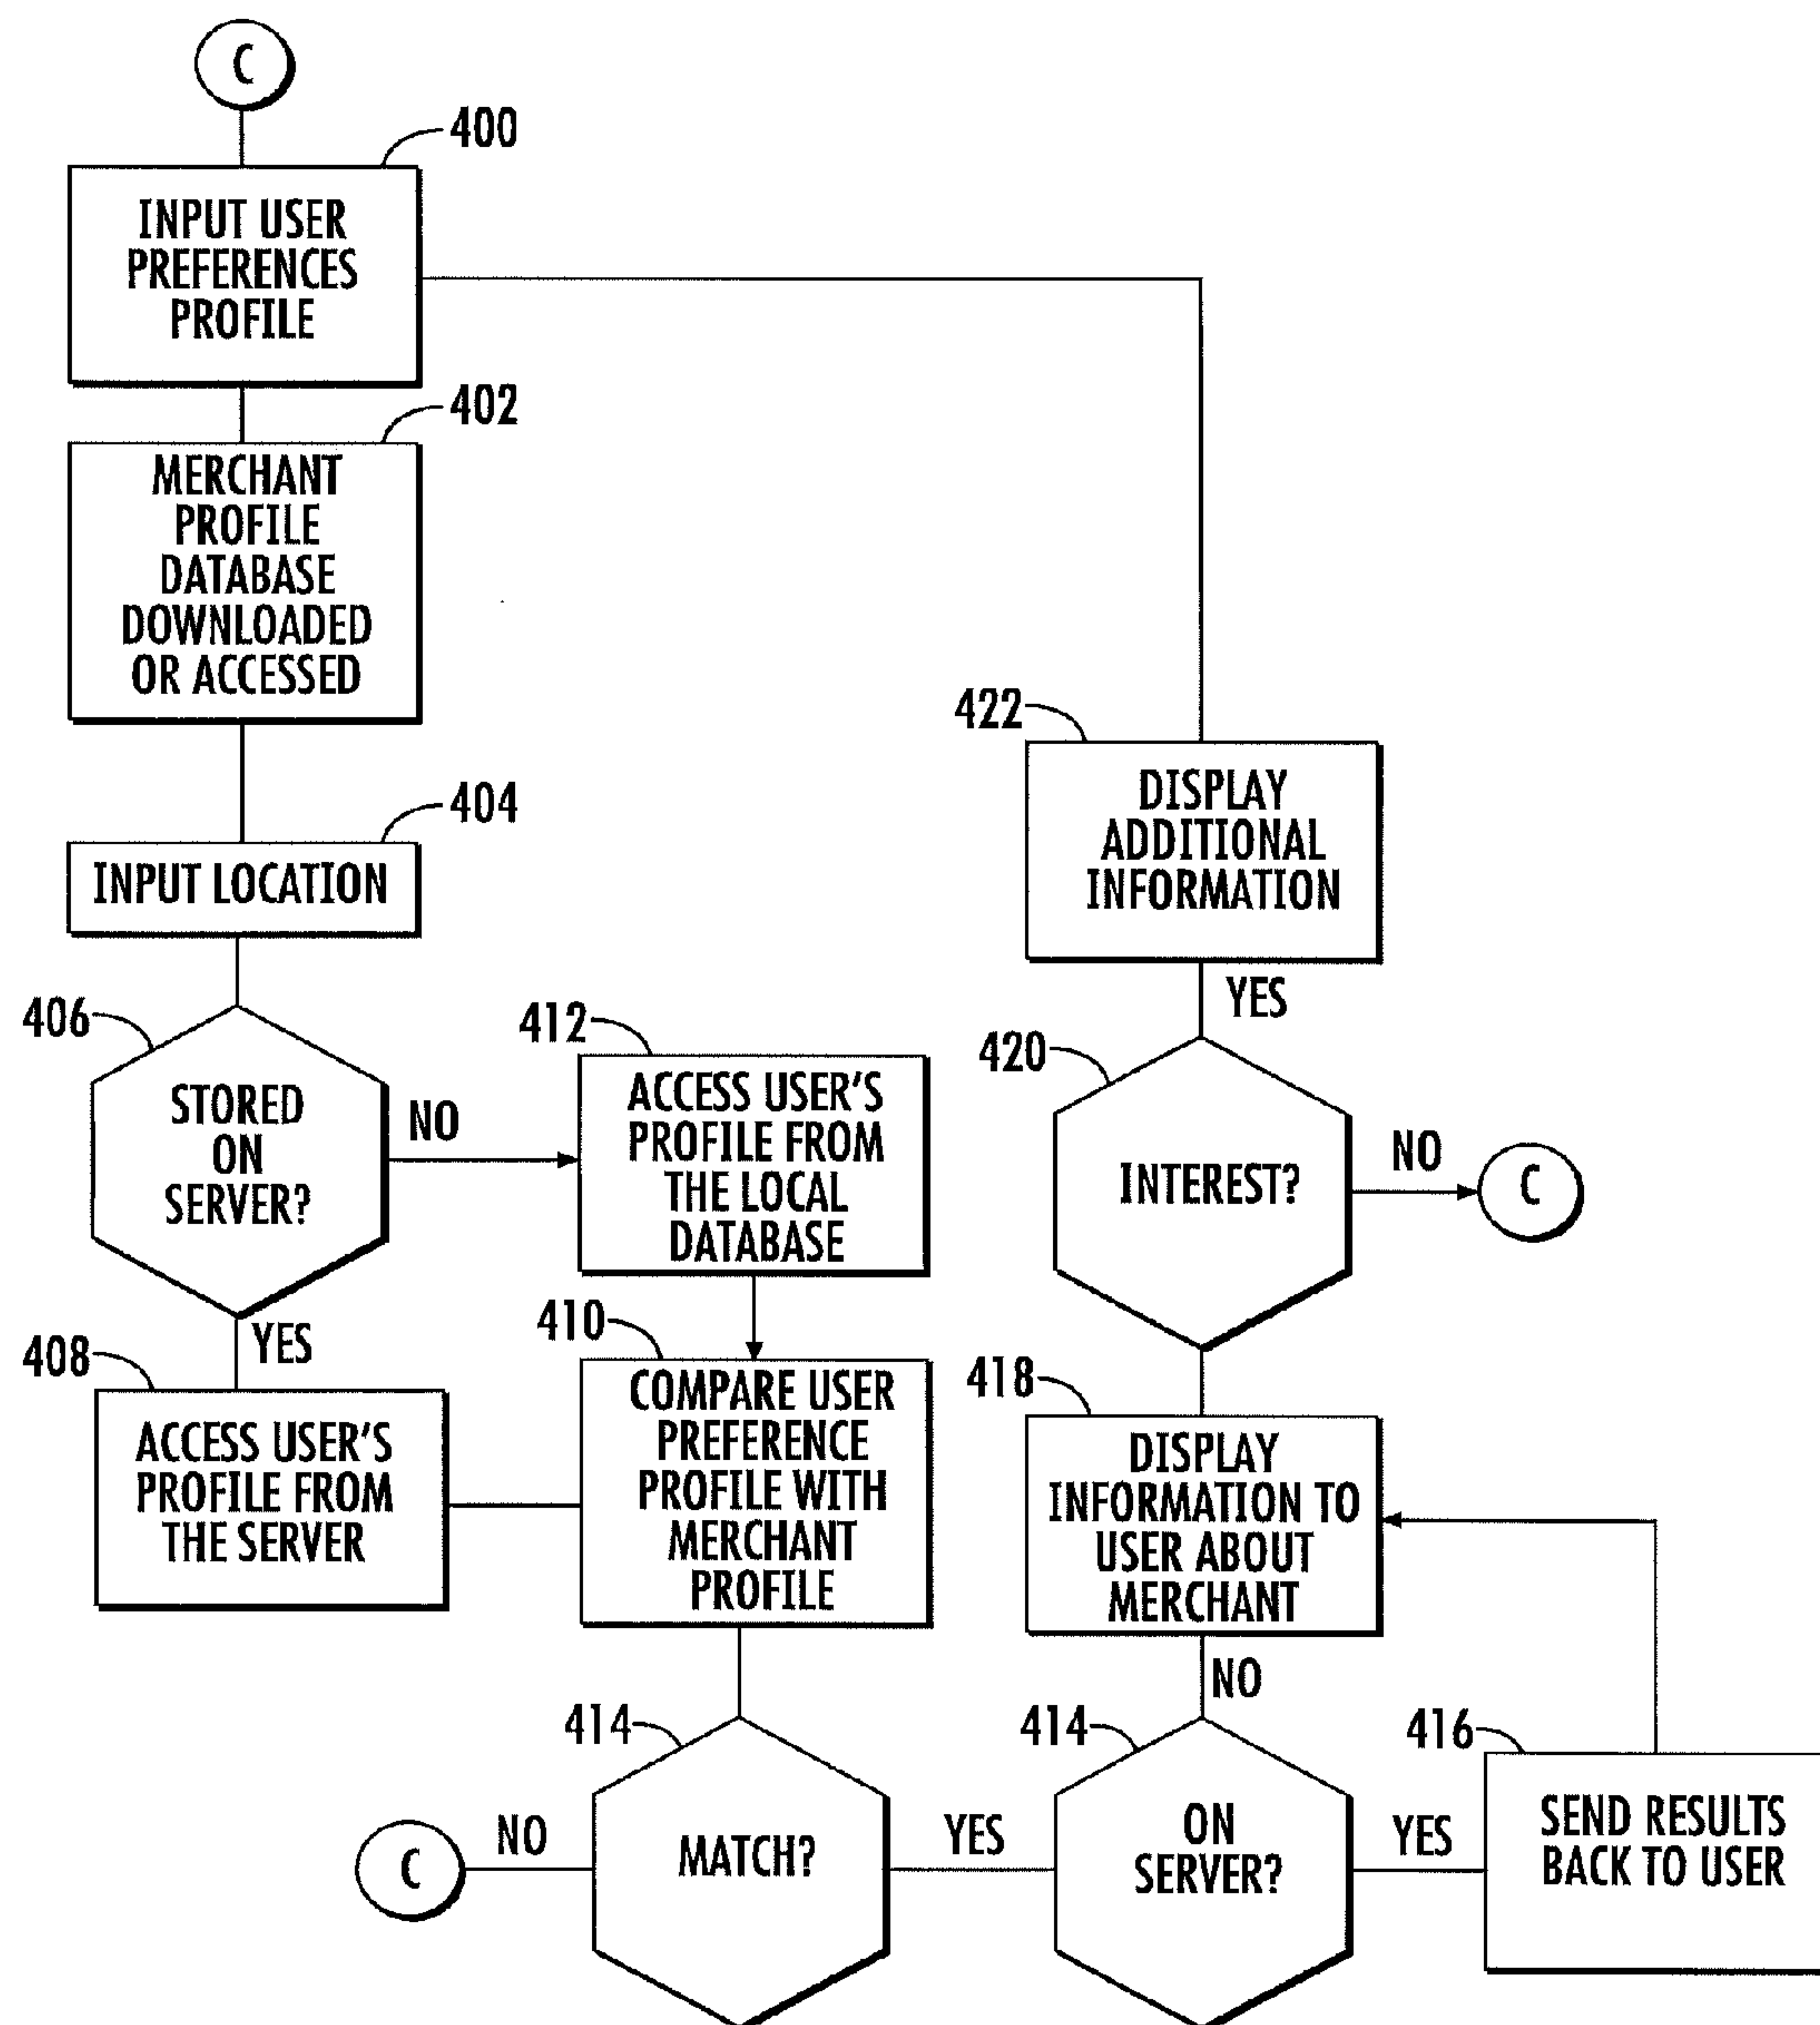 C
400
INPUT USER
PREFERENCES
PROFILE
402
MERCHANT
PROFILE
DATABASE
DOWNLOADED
OR ACCESSED
404
INPUT LOCATION
406
STORED
ON
SERVER?
NO
YES
412
ACCESS USER'S
PROFILE FROM
THE LOCAL
DATABASE
408
ACCESS USER'S
PROFILE FROM
THE SERVER
410
COMPARE USER
PREFERENCE
PROFILE WITH
MERCHANT
PROFILE
414
MATCH?
NO
C
YES
414
ON
SERVER?
YES
416
SEND RESULTS
BACK TO USER
NO
418
DISPLAY
INFORMATION TO
USER ABOUT
MERCHANT
420
INTEREST?
NO
C
YES
422
DISPLAY
ADDITIONAL
INFORMATION